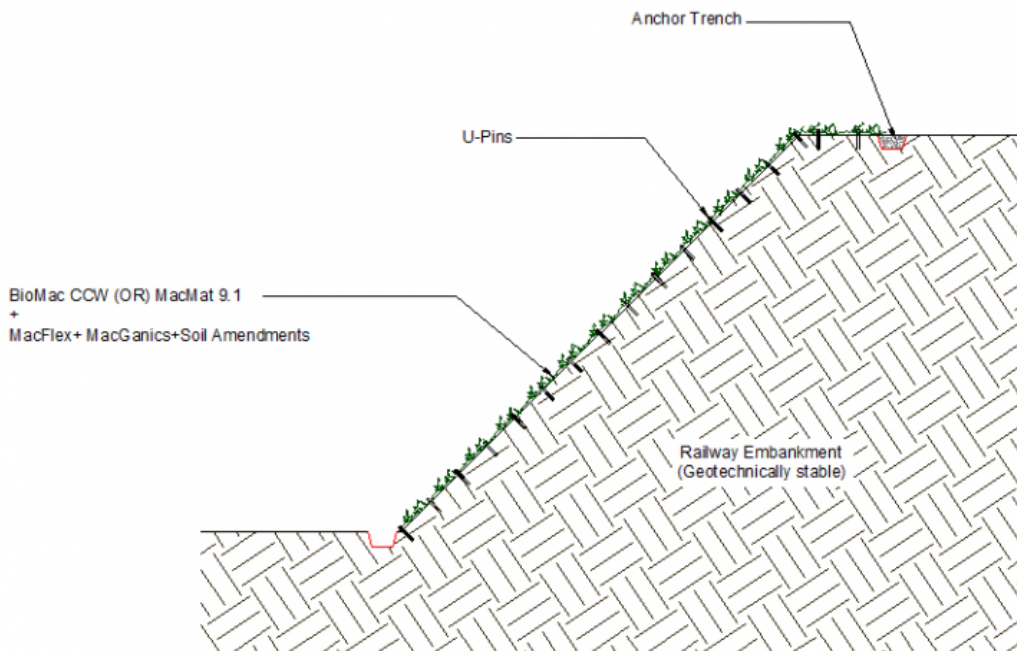 Anchor Trench
U-Pins
BioMac CCW (OR) MacMat 9.1
+
MacFlex+ MacGanics+Soil Amendments
Railway Embankment
(Geotechnically stable)